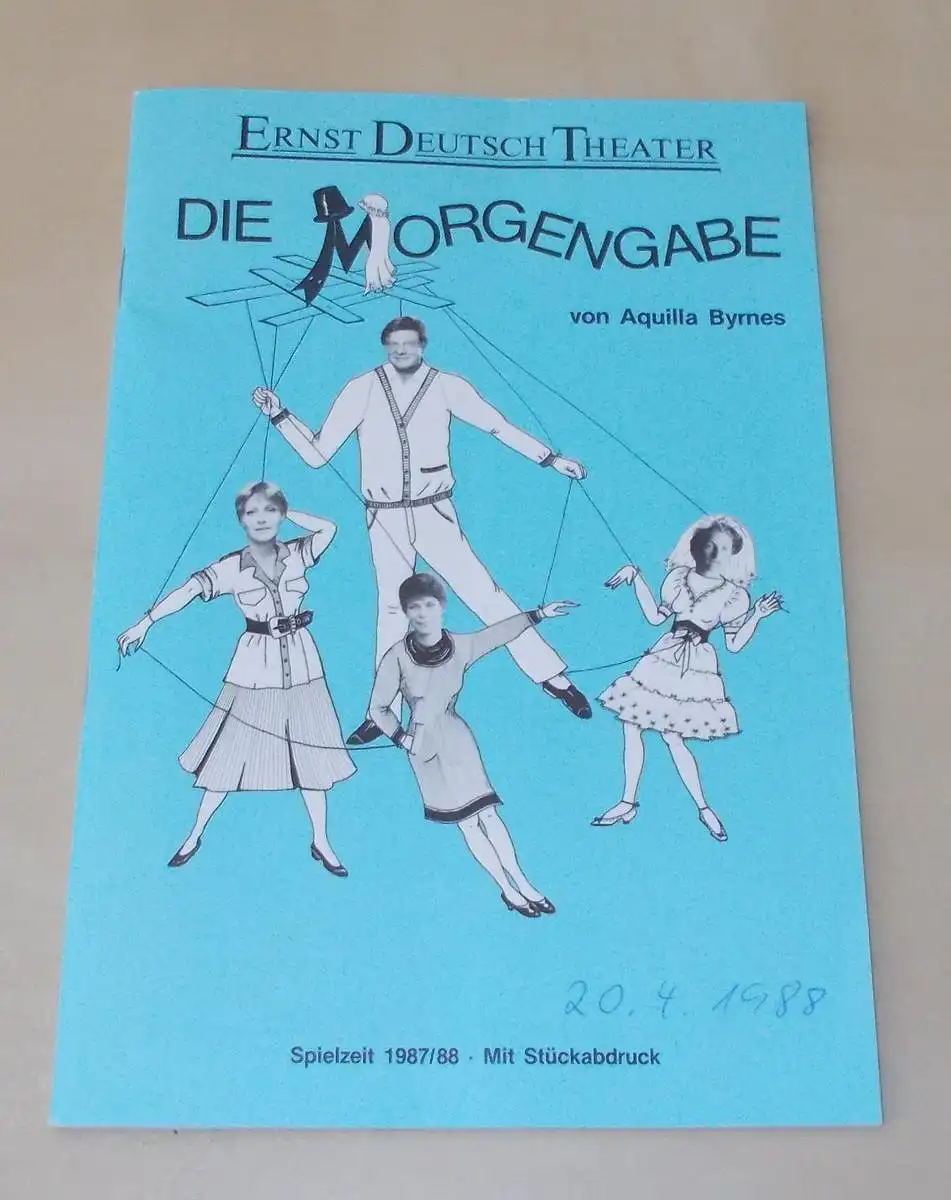 ERNST DEUTSCH THEATER
DIE MORGENGABE
von Aquilla Byrnes
20.4.1988
Spielzeit 1987/88 · Mit Stückabdruck